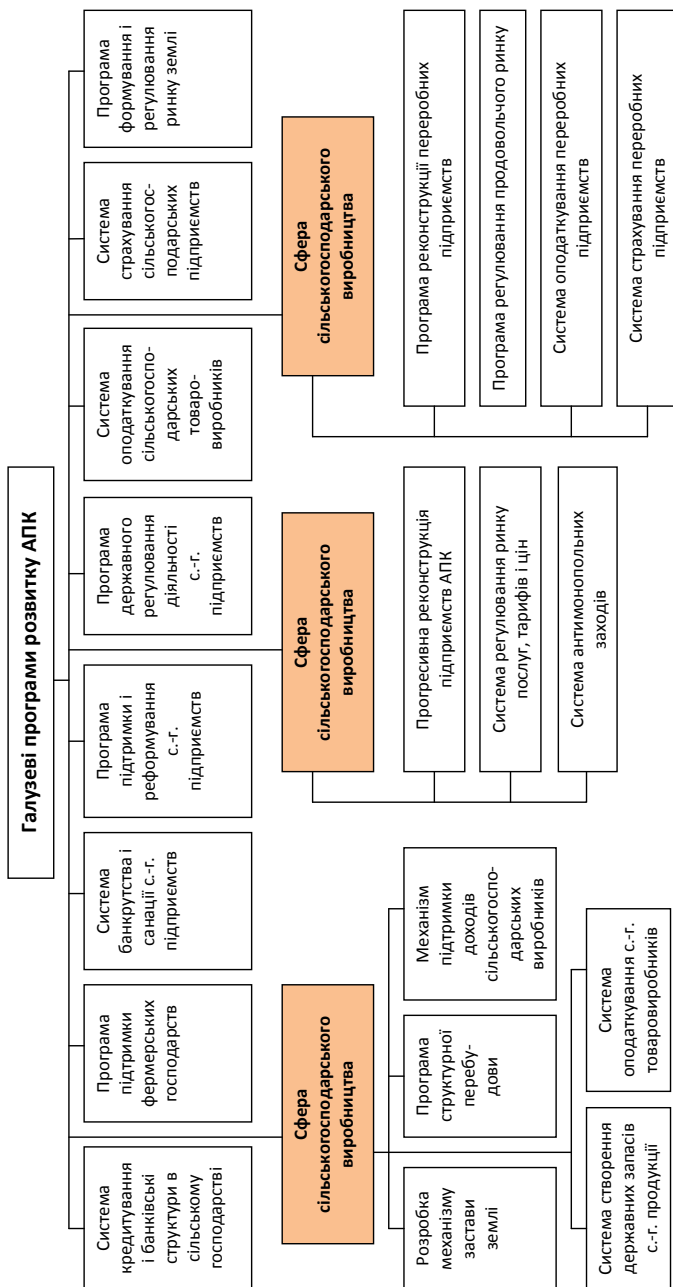 Галузеві програми розвитку АПК
Система
кредитування
і банківські
структури в
сільському
господарстві
Програма
підтримки
фермерських
господарств
Система
банкрутства і
санації с.-г.
підприємств
Програма
підтримки і
реформування
с.-г.
підприємств
Програма
державного
регулювання
діяльності
с.-г.
підприємств
Система
оподаткування
сільськогоспо-
дарських
товаро-
виробників
Система
страхування
сільськогос-
подарських
підприємств
Програма
формування і
регулювання
ринку землі
Сфера
сільськогосподарського
виробництва
Сфера
сільськогосподарського
виробництва
Сфера
сільськогосподарського
виробництва
Розробка
механізму
застави
землі
Програма
структурної
перебу-
дови
Механізм
підтримки
доходів
сільськогоспо-
дарських
виробників
Система створення
державних запасів
с.-г. продукції
Система
оподаткування с.-г.
товаровиробників
Прогресивна реконструкція
підприємств АПК
Система регулювання ринку
послуг, тарифів і цін
Система антимонопольних
заходів
Програма реконструкції переробних
підприємств
Програма регулювання продовольчого ринку
Система оподаткування переробних
підприємств
Система страхування переробних
підприємств